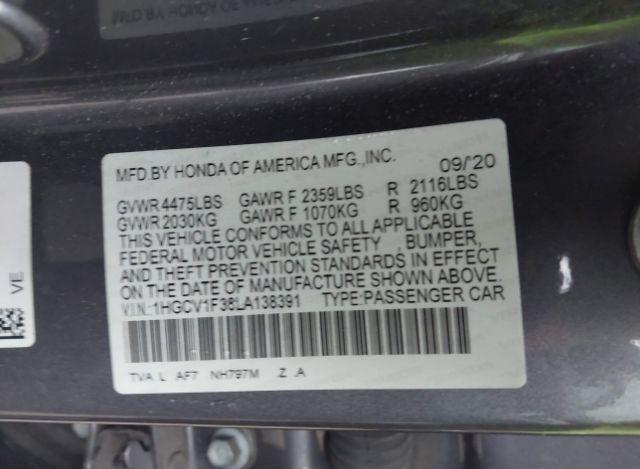 MFD.BY HONDA OF AMERICA MFG.,INC. 09/'20
GVWR 4475LBS GAWR F 2359LBS R 2116LBS
GVWR 2030KG GAWR F 1070KG R 960KG
THIS VEHICLE CONFORMS TO ALL APPLICABLE
FEDERAL MOTOR VEHICLE SAFETY , BUMPER,
AND THEFT PREVENTION STANDARDS IN EFFECT
ON THE DATE OF MANUFACTURE SHOWN ABOVE.
V.I.N.:1HGCV1F38LA138391 TYPE:PASSENGER CAR
TVA L AF7 NH797M .Z .A
VE